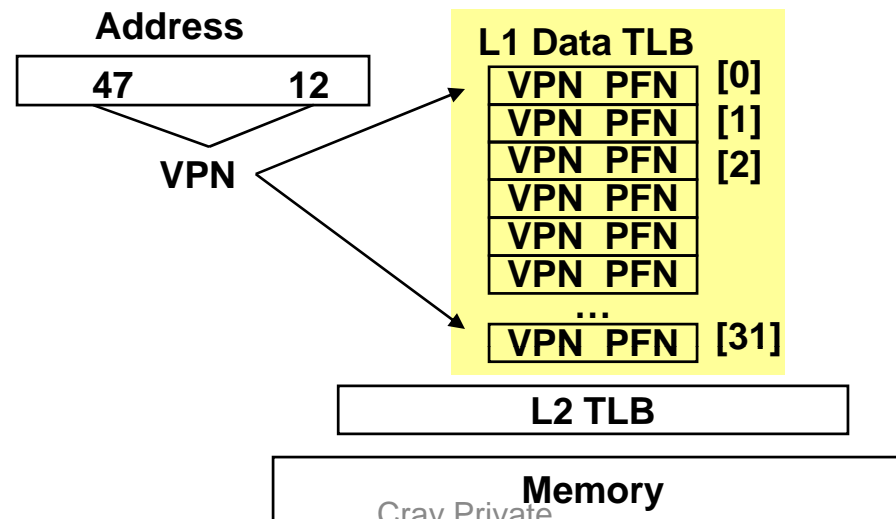 Address
47 12
VPN
L1 Data TLB
VPN PFN [0]
VPN PFN [1]
VPN PFN [2]
VPN PFN
VPN PFN
VPN PFN
...
VPN PFN [31]
L2 TLB
Memory
Cray Private